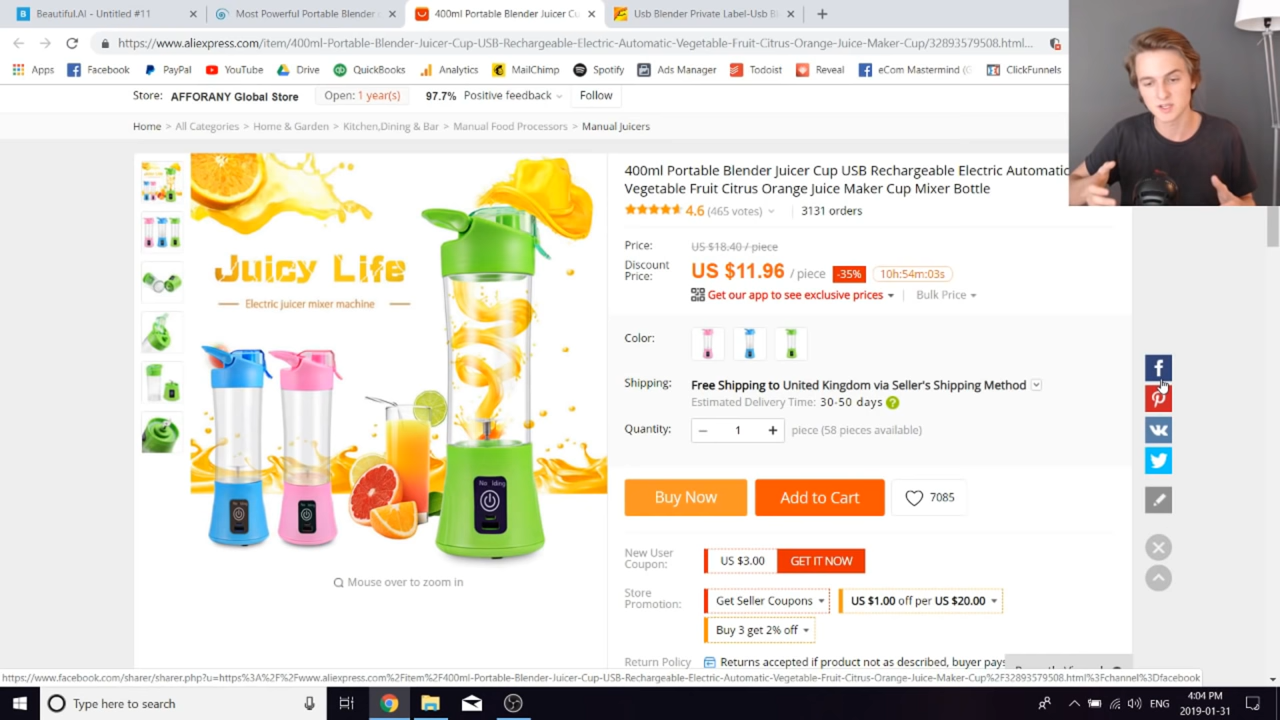 Beautiful.AI - Untitled #11
Most Powerful Portable Blender
400ml Portable Blender Juicer Cu
Usb Blender Private Label-Usb Bl
https://www.aliexpress.com/item/400ml-Portable-Blender-Juicer-Cup-USB-Rechargeable-Electric-Automatic-Vegetable-Fruit-Citrus-Orange-Juice-Maker-Cup/32893579508.html...
Apps Facebook PayPal YouTube Drive QuickBooks Analytics MailChimp Spotify Ads Manager Todoist Reveal eCom Mastermind ( ClickFunnels
Store: AFFORANY Global Store Open: 1 year(s) 97.7% Positive feedback Follow
Home > All Categories > Home & Garden > Kitchen,Dining & Bar > Manual Food Processors > Manual Juicers
400ml Portable Blender Juicer Cup USB Rechargeable Electric Automatic
Vegetable Fruit Citrus Orange Juice Maker Cup Mixer Bottle
4.6 (465 votes) 3131 orders
Price: US $18.40 / piece
Discount Price: US $11.96 / piece -35% 10h:54m:03s
Get our app to see exclusive prices Bulk Price
Juicy Life
Electric juicer mixer machine
Color:
Shipping: Free Shipping to United Kingdom via Seller's Shipping Method
Estimated Delivery Time: 30-50 days ?
Quantity: − 1 + piece (58 pieces available)
Buy Now Add to Cart 7085
Mouse over to zoom in
New User Coupon: US $3.00 GET IT NOW
Store Promotion: Get Seller Coupons US $1.00 off per US $20.00
Buy 3 get 2% off
Return Policy Returns accepted if product not as described, buyer pays
https://www.facebook.com/sharer/sharer.php?u=https%3A%2F%2Fwww.aliexpress.com%2Fitem%2F400ml-Portable-Blender-Juicer-Cup-USB-Rechargeable-Electric-Automatic-Vegetable-Fruit-Citrus-Orange-Juice-Maker-Cup%2F32893579508.html%3Fchannel%3Dfacebook
Type here to search
ENG
4:04 PM
2019-01-31